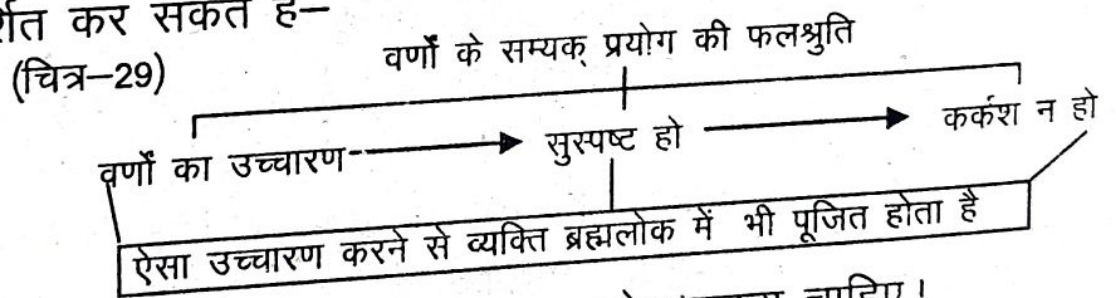 कर सकते हैं–
(चित्र–29)
वर्णों के सम्यक् प्रयोग की फलश्रुति
वर्णों का उच्चारण सुस्पष्ट हो कर्कश न हो
ऐसा उच्चारण करने से व्यक्ति ब्रह्मलोक में भी पूजित होता है
चाहिए।